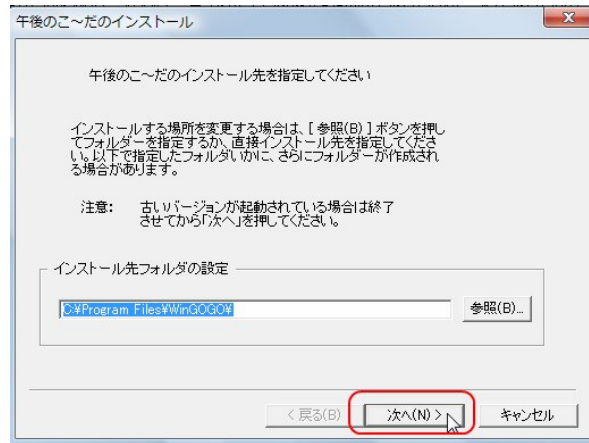 午後のこ～だのインストール
午後のこ～だのインストール先を指定してください
インストールする場所を変更する場合は、[ 参照(B) ] ボタンを押し
てフォルダーを指定するか、直接インストール先を指定してくださ
い。以下で指定したフォルダいかに、さらにフォルダーが作成され
る場合があります。
注意: 古いバージョンが起動されている場合は終了
させてから「次へ」を押してください。
インストール先フォルダの設定
C:¥Program Files¥WinGOGO¥ 参照(B)...
< 戻る(B) 次へ(N) > キャンセル